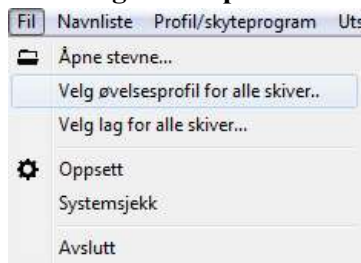 Fil Navnliste Profil/skyteprogram Uts
Åpne stevne...
Velg øvelsesprofil for alle skiver..
Velg lag for alle skiver...
Oppsett
Systemsjekk
Avslutt